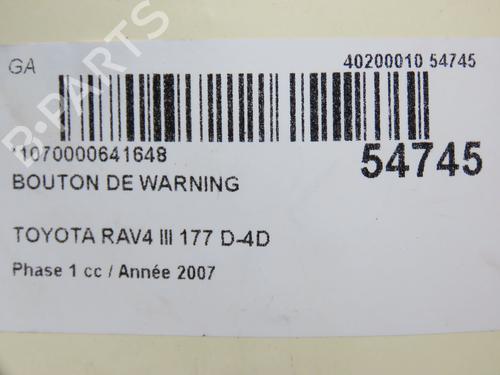 GA
40200010 54745
*1070000641648
54745
BOUTON DE WARNING
TOYOTA RAV4 III 177 D-4D
Phase 1 cc / Année 2007
B-PARTS